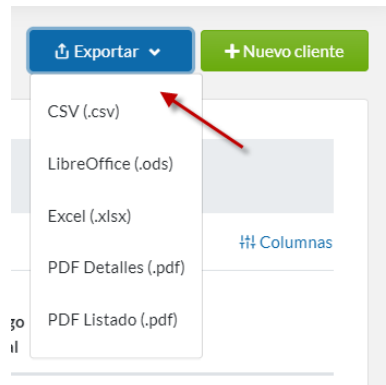 Exportar
+ Nuevo cliente
CSV (.csv)
LibreOffice (.ods)
Excel (.xlsx)
Columnas
PDF Detalles (.pdf)
PDF Listado (.pdf)